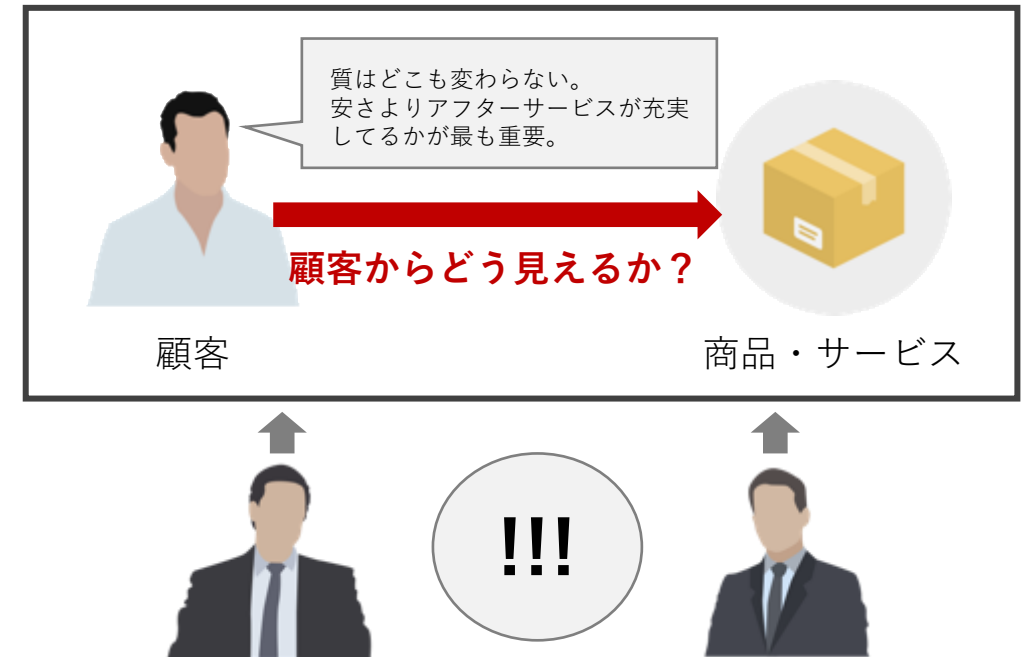 質はどこも変わらない。
安さよりアフターサービスが充実
してるかが最も重要。
顧客からどう見えるか？
顧客
商品・サービス
!!!